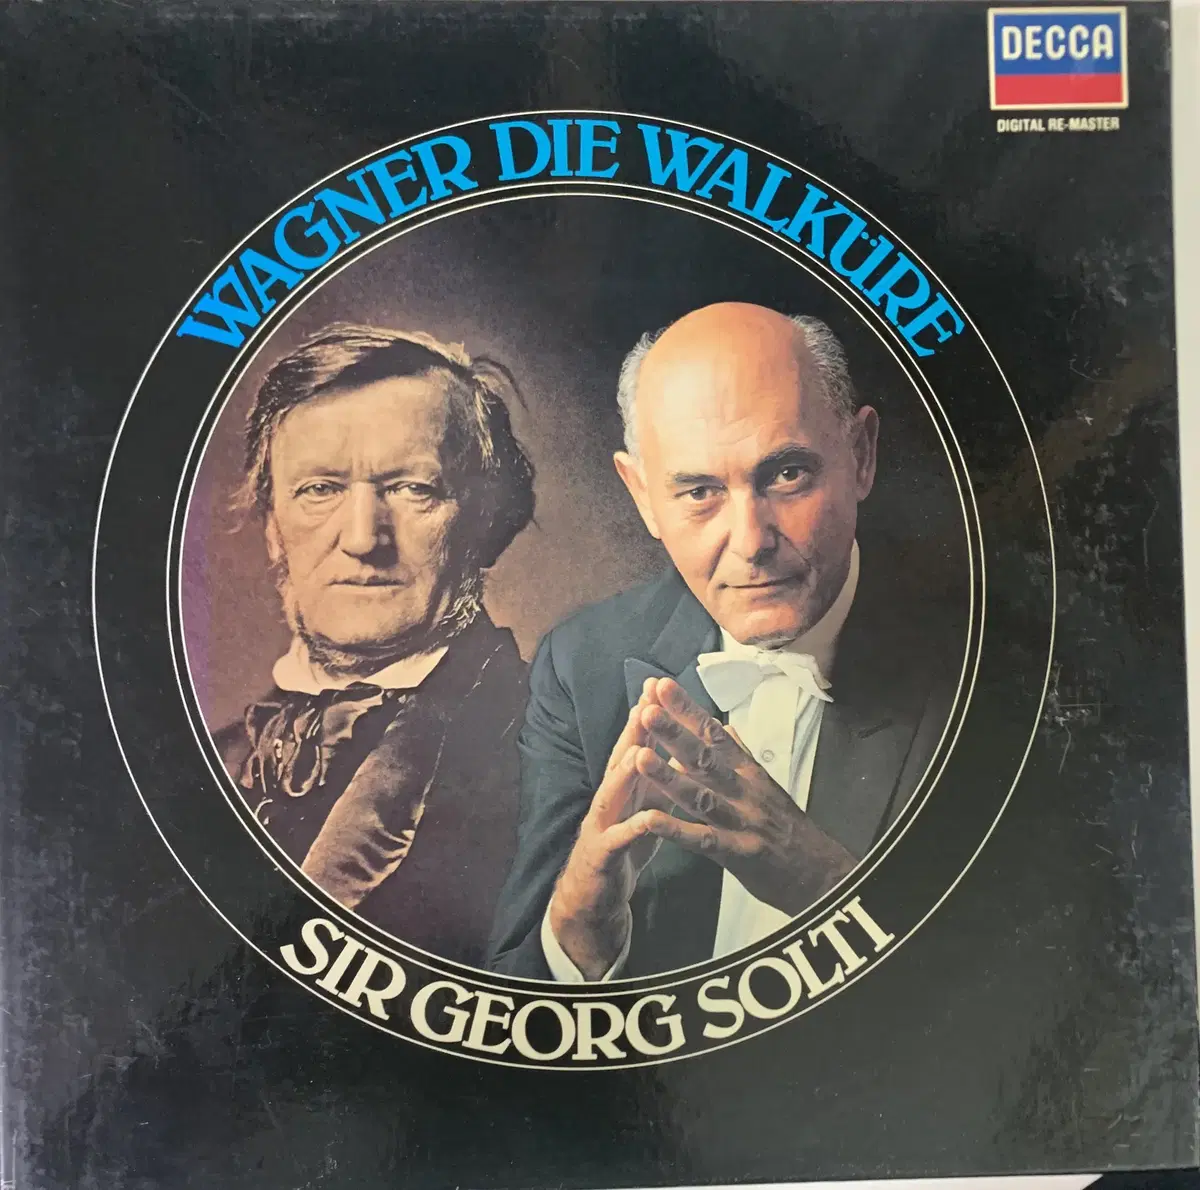 DECCA
DIGITAL RE-MASTER
WAGNER DIE WALKÜRE
SIR GEORG SOLTI